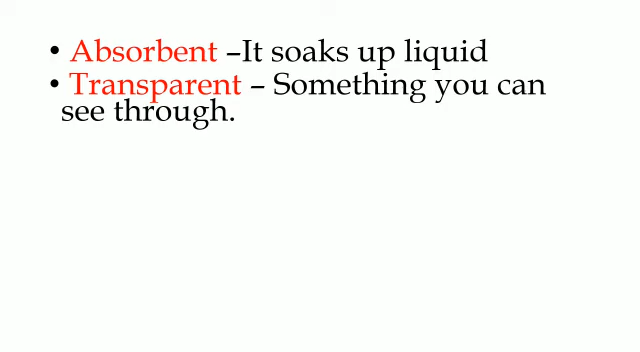 • Absorbent –It soaks up liquid
• Transparent – Something you can
see through.